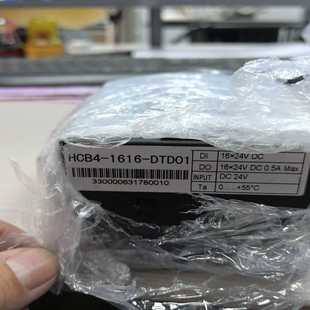 HCB4-1616-DTD01
330000631760010
DI 16×24V DC
DO 16×24V DC 0.5A Max
INPUT DC 24V
Ta 0......+55°C